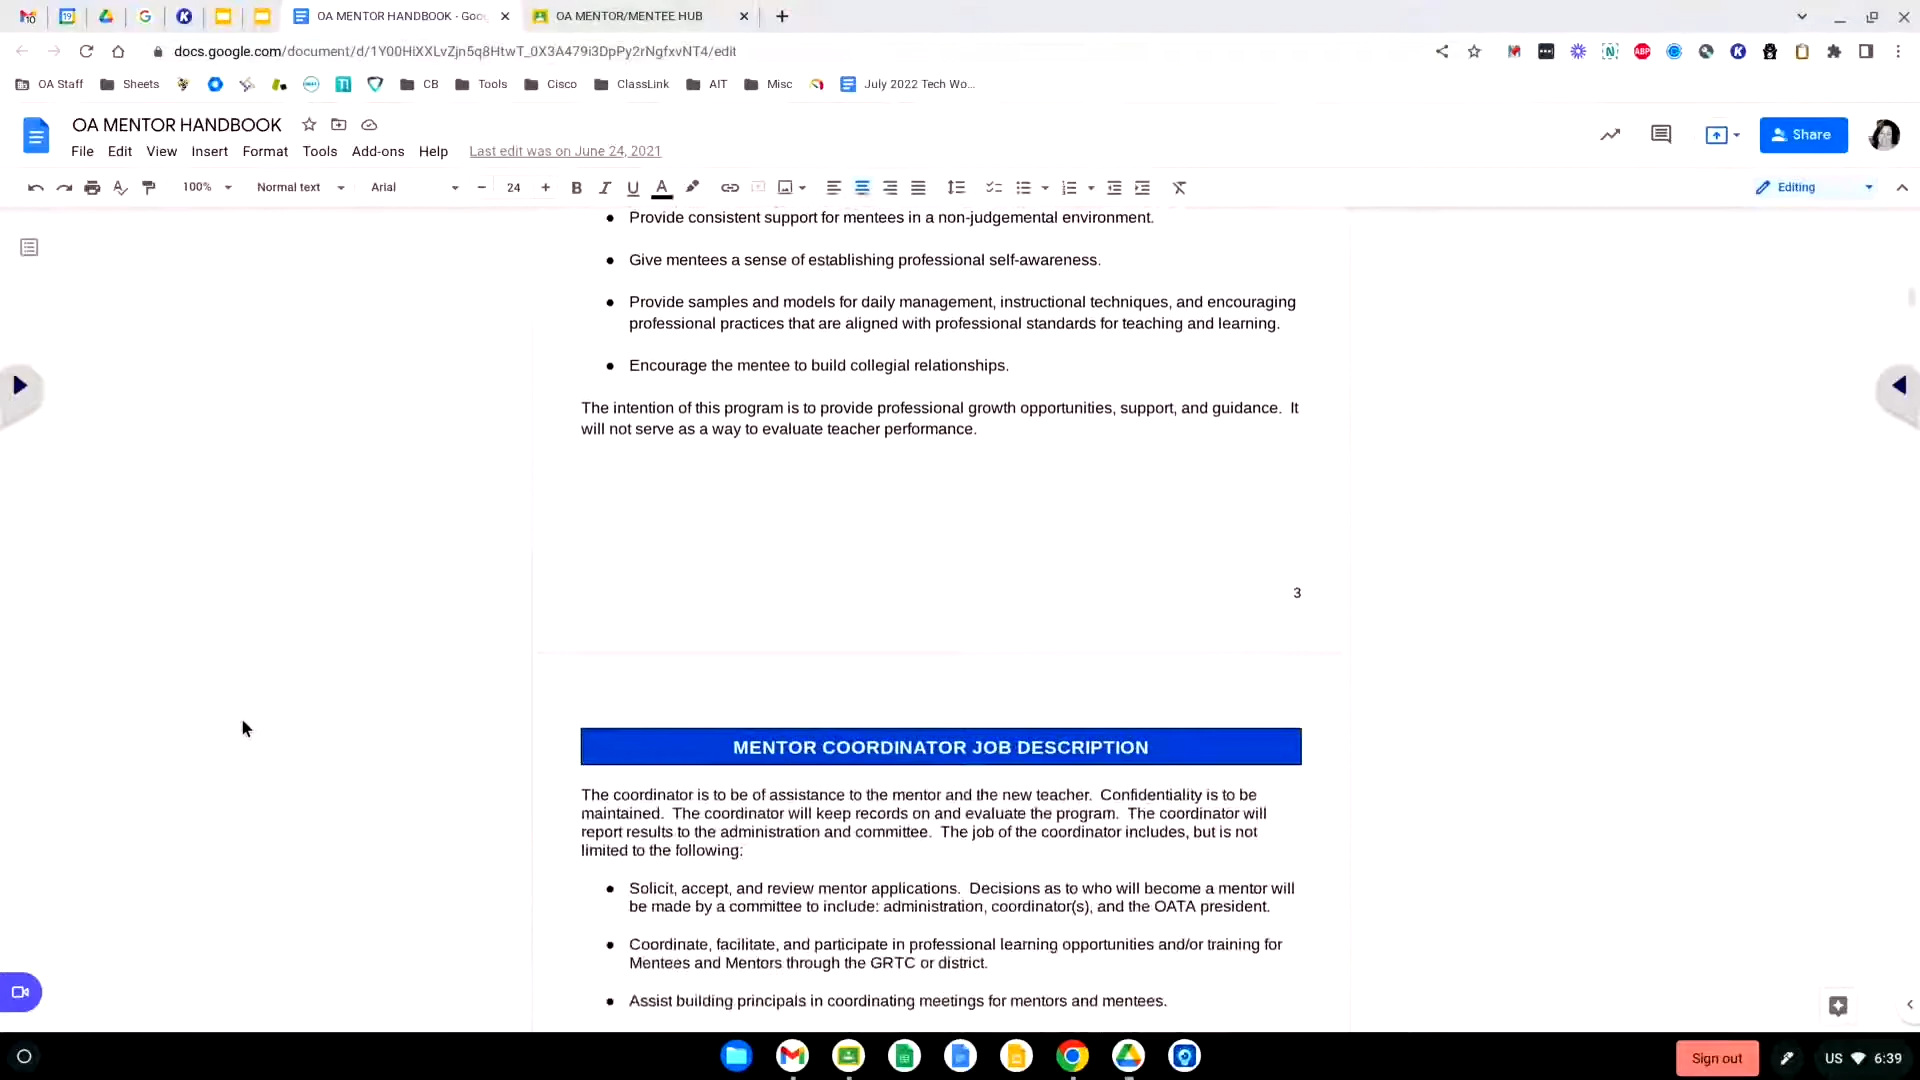 OA MENTOR HANDBOOK - Goo
OA MENTOR/MENTEE HUB
docs.google.com/document/d/1Y00HiXXLvZjn5q8HtwT_0X3A479i3DpPy2rNgfxvNT4/edit
OA Staff
Sheets
CB
Tools
Cisco
ClassLink
AIT
Misc
July 2022 Tech Wo...
OA MENTOR HANDBOOK
File Edit View Insert Format Tools Add-ons Help Last edit was on June 24, 2021
Share
100% Normal text Arial 24 Editing
● Provide consistent support for mentees in a non-judgemental environment.
● Give mentees a sense of establishing professional self-awareness.
● Provide samples and models for daily management, instructional techniques, and encouraging
professional practices that are aligned with professional standards for teaching and learning.
● Encourage the mentee to build collegial relationships.
The intention of this program is to provide professional growth opportunities, support, and guidance. It
will not serve as a way to evaluate teacher performance.
3
MENTOR COORDINATOR JOB DESCRIPTION
The coordinator is to be of assistance to the mentor and the new teacher. Confidentiality is to be
maintained. The coordinator will keep records on and evaluate the program. The coordinator will
report results to the administration and committee. The job of the coordinator includes, but is not
limited to the following:
● Solicit, accept, and review mentor applications. Decisions as to who will become a mentor will
be made by a committee to include: administration, coordinator(s), and the OATA president.
● Coordinate, facilitate, and participate in professional learning opportunities and/or training for
Mentees and Mentors through the GRTC or district.
● Assist building principals in coordinating meetings for mentors and mentees.
Sign out
US 6:39